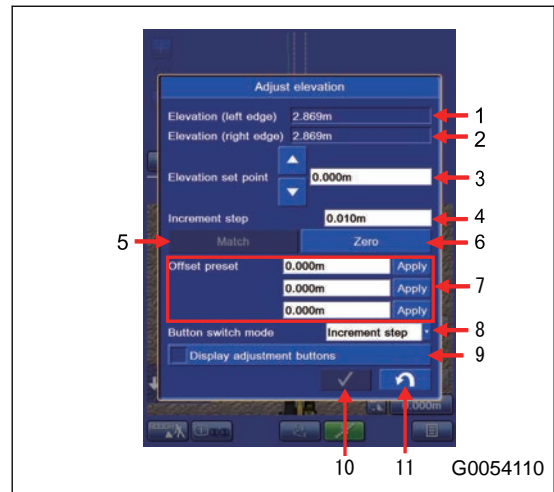 Adjust elevation
Elevation (left edge) 2.869m 1
Elevation (right edge) 2.869m 2
Elevation set point 0.000m 3
Increment step 0.010m 4
5 Match Zero 6
Offset preset 0.000m Apply
0.000m Apply 7
0.000m Apply
Button switch mode Increment step 8
Display adjustment buttons 9
0.000m
10 11 G0054110